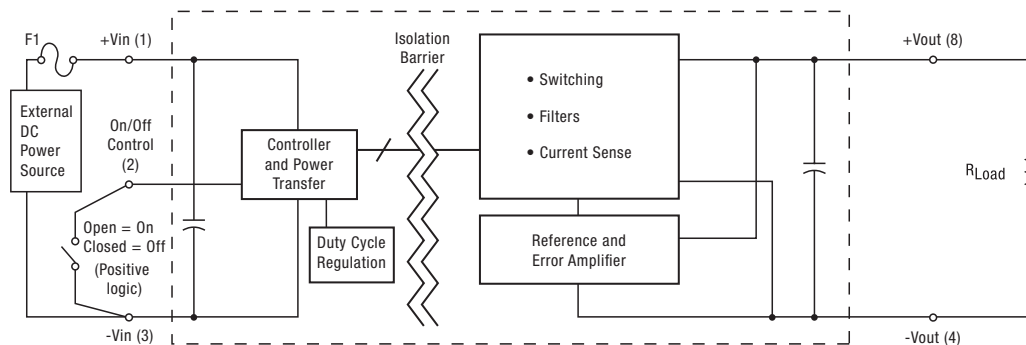 F1
+Vin (1)
External
DC
Power
Source
On/Off
Control
(2)
Open = On
Closed = Off
(Positive
logic)
-Vin (3)
Controller
and Power
Transfer
Duty Cycle
Regulation
Isolation
Barrier
• Switching
• Filters
• Current Sense
Reference and
Error Amplifier
+Vout (8)
RLoad
-Vout (4)